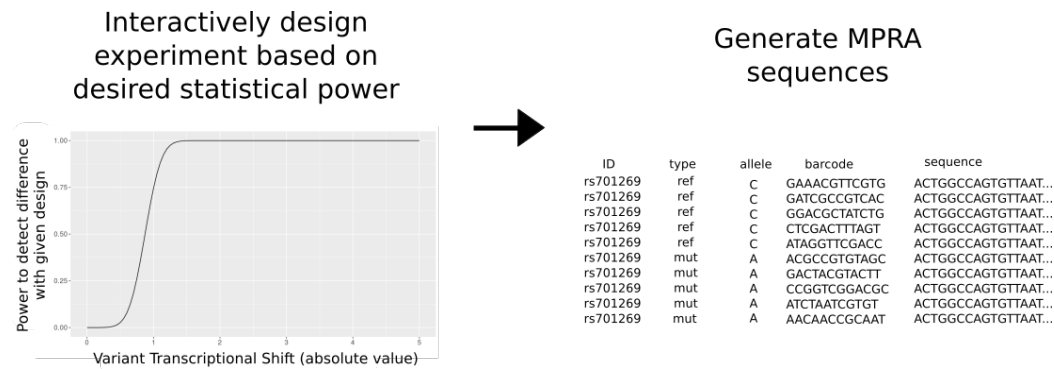 Interactively design
experiment based on
desired statistical power
Power to detect difference
with given design
1.00
0.75
0.50
0.25
0.00
0 1 2 3 4 5
Variant Transcriptional Shift (absolute value)
Generate MPRA
sequences
ID type allele barcode sequence
rs701269 ref C GAAACGTTCGTG ACTGGCCAGTGTTAAT...
rs701269 ref C GATCGCCGTCAC ACTGGCCAGTGTTAAT...
rs701269 ref C GGACGCTATCTG ACTGGCCAGTGTTAAT...
rs701269 ref C CTCGACTTTAGT ACTGGCCAGTGTTAAT...
rs701269 ref C ATAGGTTCGACC ACTGGCCAGTGTTAAT...
rs701269 mut A ACGCCGTGTAGC ACTGGCCAGTGTTAAT...
rs701269 mut A GACTACGTACTT ACTGGCCAGTGTTAAT...
rs701269 mut A CCGGTCGGACGC ACTGGCCAGTGTTAAT...
rs701269 mut A ATCTAATCGTGT ACTGGCCAGTGTTAAT...
rs701269 mut A AACAACCGCAAT ACTGGCCAGTGTTAAT...